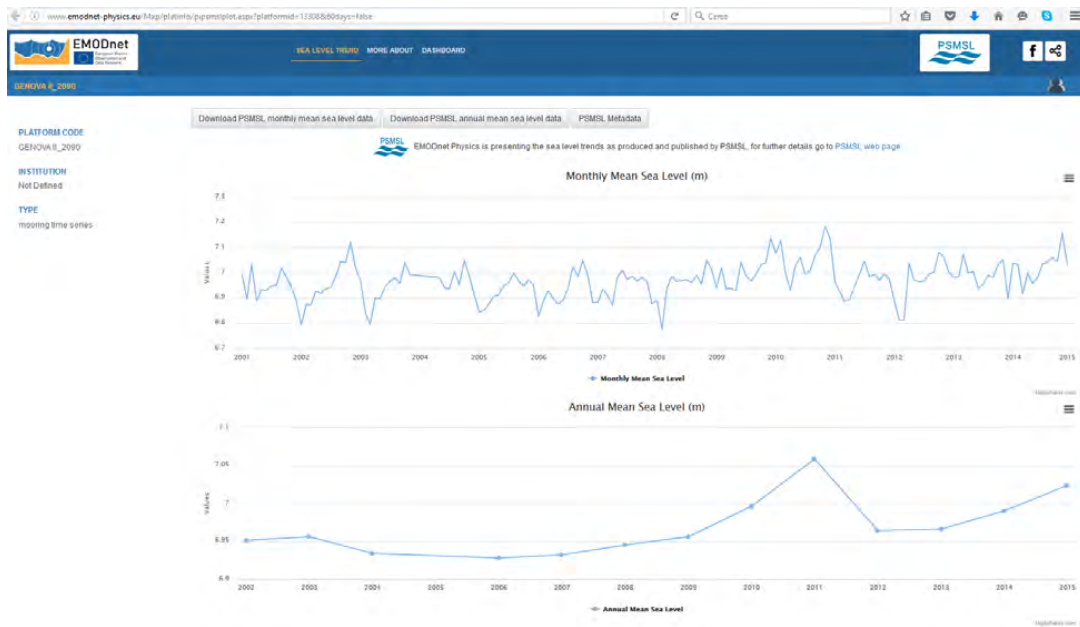 www.emodnet-physics.eu/Map/platinfo/pipsmslplot.aspx?platformid=13308&60days=false
Cerca
EMODnet
SEA LEVEL TREND MORE ABOUT DASHBOARD
PSMSL
GENOVA II_2090
Download PSMSL monthly mean sea level data Download PSMSL annual mean sea level data PSMSL Metadata
PLATFORM CODE
GENOVA II_2090
PSMSL
EMODnet Physics is presenting the sea level trends as produced and published by PSMSL, for further details go to PSMSL web page
INSTITUTION
Not Defined
TYPE
mooring time series
Monthly Mean Sea Level (m)
Values
7.3
7.2
7.1
7
6.9
6.8
6.7
2001 2002 2003 2004 2005 2006 2007 2008 2009 2010 2011 2012 2013 2014 2015
Monthly Mean Sea Level
Highcharts.com
Annual Mean Sea Level (m)
Values
7.1
7.05
7
6.95
6.9
2002 2003 2004 2005 2006 2007 2008 2009 2010 2011 2012 2013 2014 2015
Annual Mean Sea Level
Highcharts.com